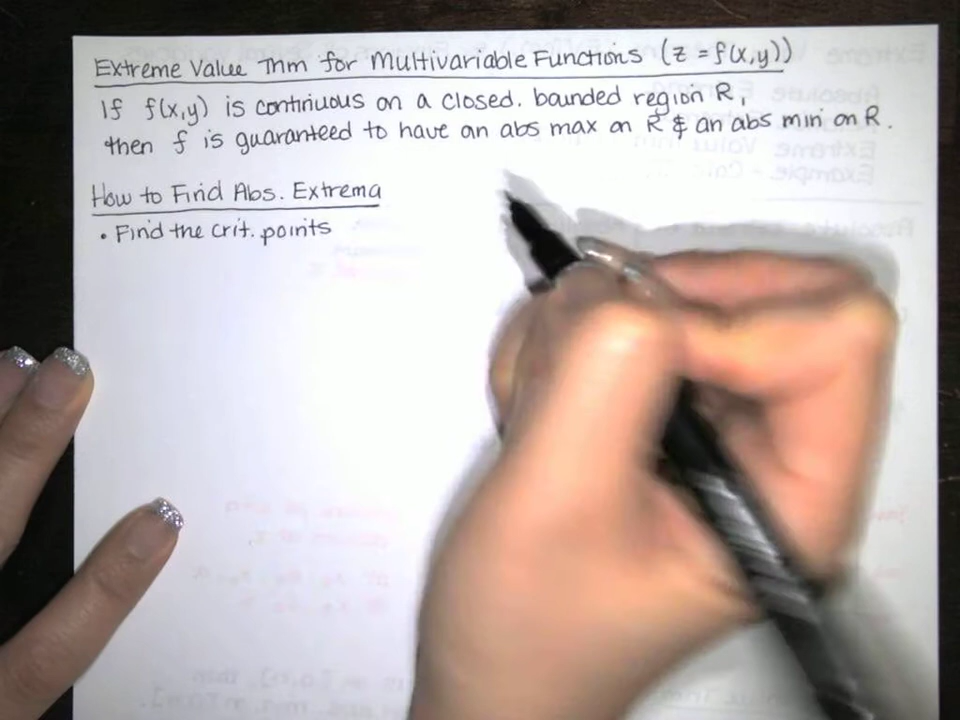 Extreme Value Thm for Multivariable Functions (z = f(x,y))
If f(x,y) is continuous on a closed, bounded region R,
then f is guaranteed to have an abs max on R & an abs min on R.
How to Find Abs. Extrema
• Find the crit. points